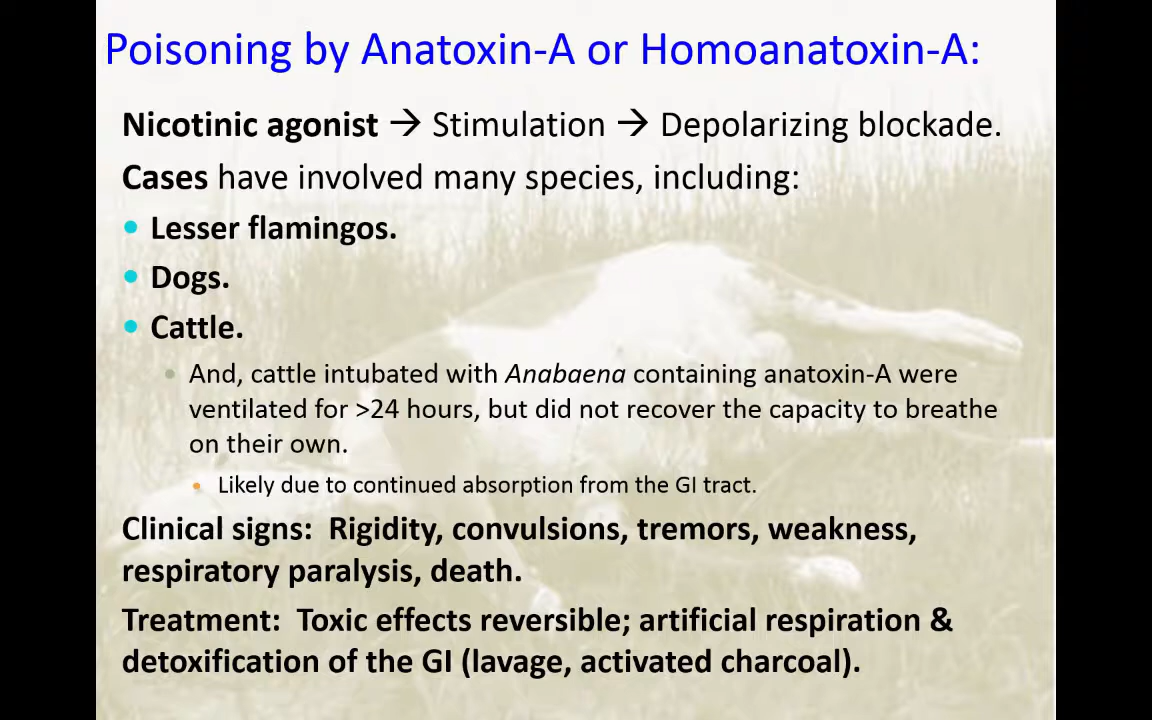 Poisoning by Anatoxin-A or Homoanatoxin-A:
Nicotinic agonist → Stimulation → Depolarizing blockade.
Cases have involved many species, including:
• Lesser flamingos.
• Dogs.
• Cattle.
• And, cattle intubated with Anabaena containing anatoxin-A were
ventilated for >24 hours, but did not recover the capacity to breathe
on their own.
• Likely due to continued absorption from the GI tract.
Clinical signs:  Rigidity, convulsions, tremors, weakness,
respiratory paralysis, death.
Treatment:  Toxic effects reversible; artificial respiration &
detoxification of the GI (lavage, activated charcoal).